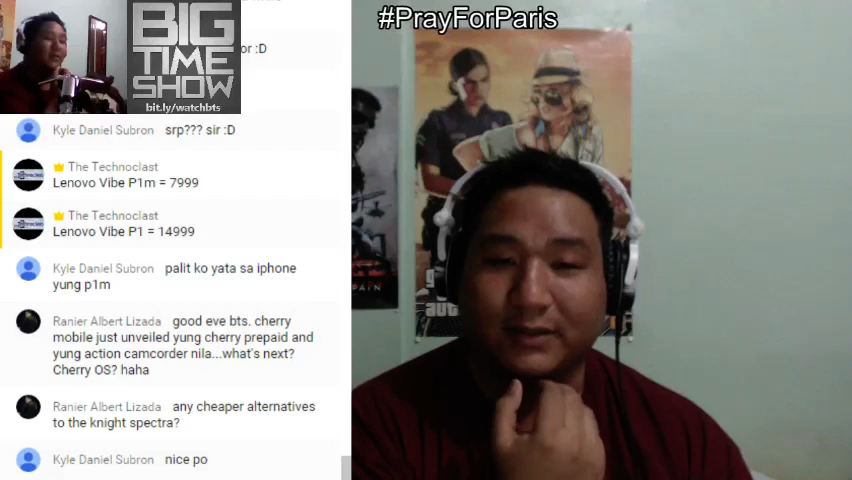 #PrayForParis
BIG
TIME
SHOW
bit.ly/watchbts
or :D
Kyle Daniel Subron srp??? sir :D
The Technoclast
Lenovo Vibe P1m = 7999
The Technoclast
Lenovo Vibe P1 = 14999
Kyle Daniel Subron palit ko yata sa iphone
yung p1m
Ranier Albert Lizada good eve bts. cherry
mobile just unveiled yung cherry prepaid and
yung action camcorder nila...what's next?
Cherry OS? haha
Ranier Albert Lizada any cheaper alternatives
to the knight spectra?
Kyle Daniel Subron nice po
PAIN